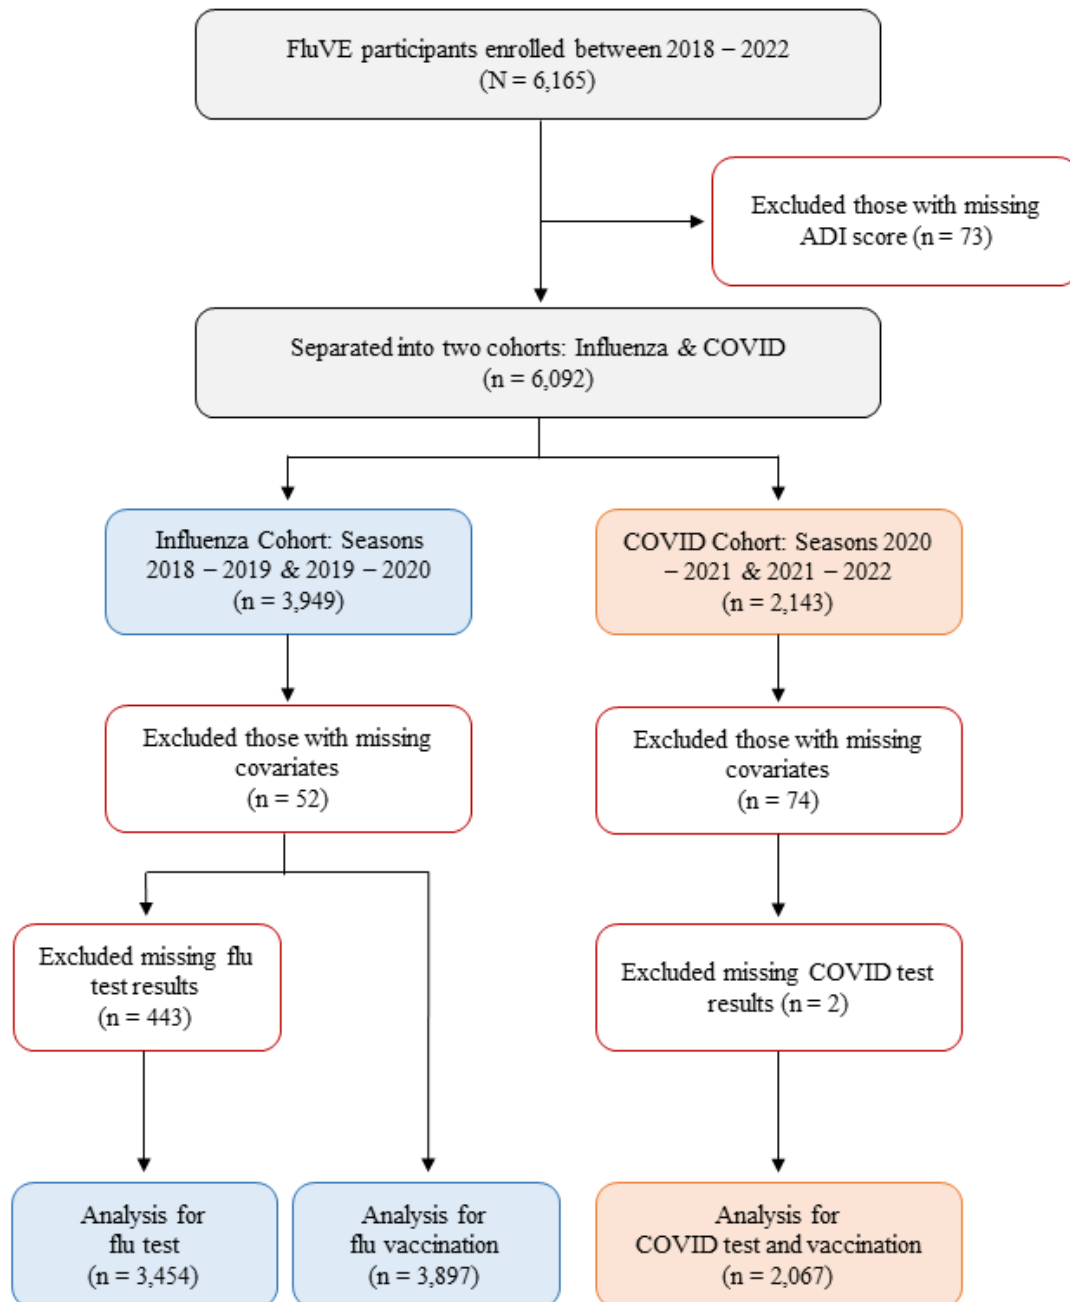 FluVE participants enrolled between 2018 – 2022
(N = 6,165)
Excluded those with missing
ADI score (n = 73)
Separated into two cohorts: Influenza & COVID
(n = 6,092)
Influenza Cohort: Seasons
2018 – 2019 & 2019 – 2020
(n = 3,949)
COVID Cohort: Seasons 2020
– 2021 & 2021 – 2022
(n = 2,143)
Excluded those with missing
covariates
(n = 52)
Excluded those with missing
covariates
(n = 74)
Excluded missing flu
test results
(n = 443)
Excluded missing COVID test
results (n = 2)
Analysis for
flu test
(n = 3,454)
Analysis for
flu vaccination
(n = 3,897)
Analysis for
COVID test and vaccination
(n = 2,067)